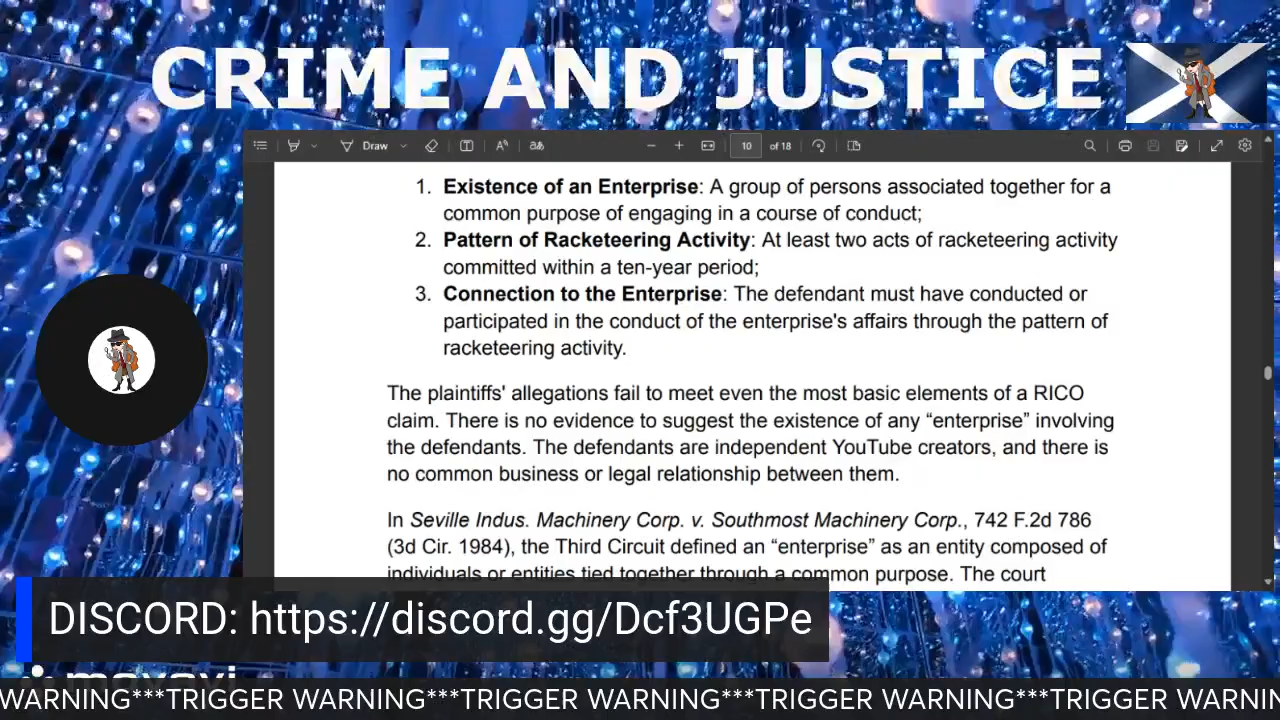 CRIME AND JUSTICE
Draw
10 of 18
1. Existence of an Enterprise: A group of persons associated together for a
common purpose of engaging in a course of conduct;
2. Pattern of Racketeering Activity: At least two acts of racketeering activity
committed within a ten-year period;
3. Connection to the Enterprise: The defendant must have conducted or
participated in the conduct of the enterprise's affairs through the pattern of
racketeering activity.
The plaintiffs' allegations fail to meet even the most basic elements of a RICO
claim. There is no evidence to suggest the existence of any “enterprise” involving
the defendants. The defendants are independent YouTube creators, and there is
no common business or legal relationship between them.
In Seville Indus. Machinery Corp. v. Southmost Machinery Corp., 742 F.2d 786
(3d Cir. 1984), the Third Circuit defined an “enterprise” as an entity composed of
individuals or entities tied together through a common purpose. The court
DISCORD: https://discord.gg/Dcf3UGPe
WARNING***TRIGGER WARNING***TRIGGER WARNING***TRIGGER WARNING***TRIGGER WARNIN